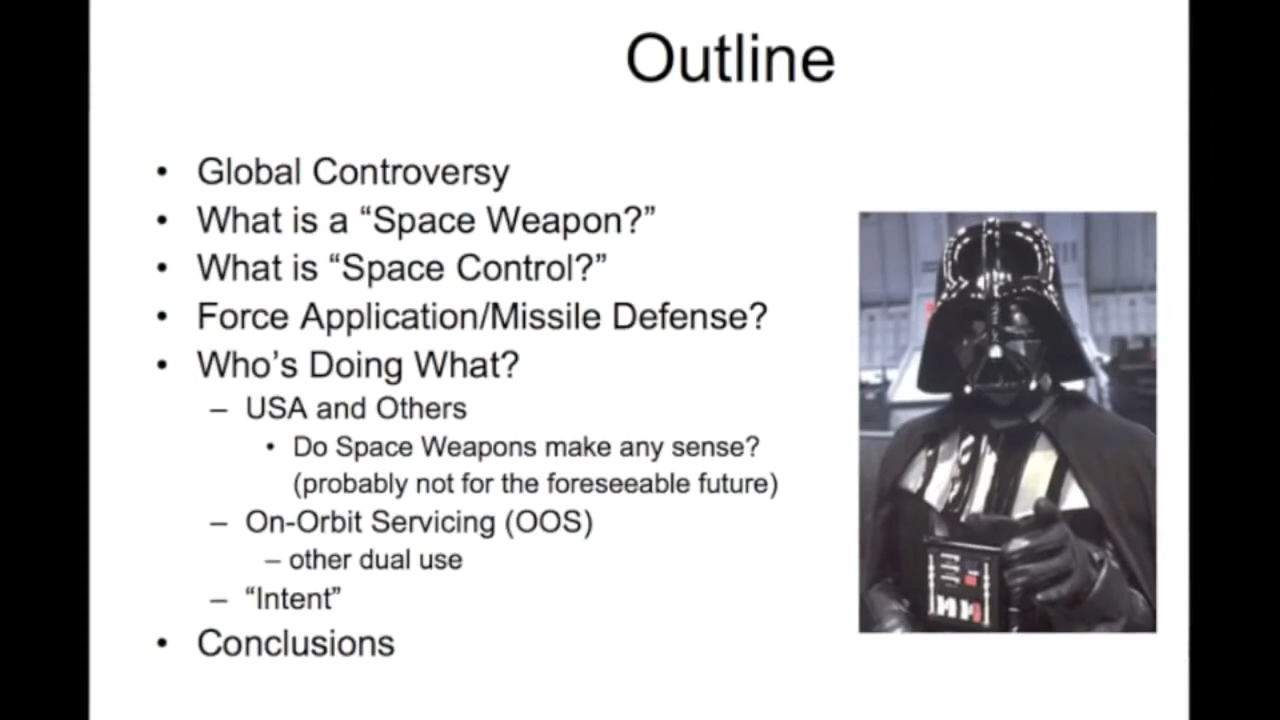 Outline
• Global Controversy
• What is a “Space Weapon?”
• What is “Space Control?”
• Force Application/Missile Defense?
• Who’s Doing What?
– USA and Others
• Do Space Weapons make any sense?
(probably not for the foreseeable future)
– On-Orbit Servicing (OOS)
– other dual use
– “Intent”
• Conclusions